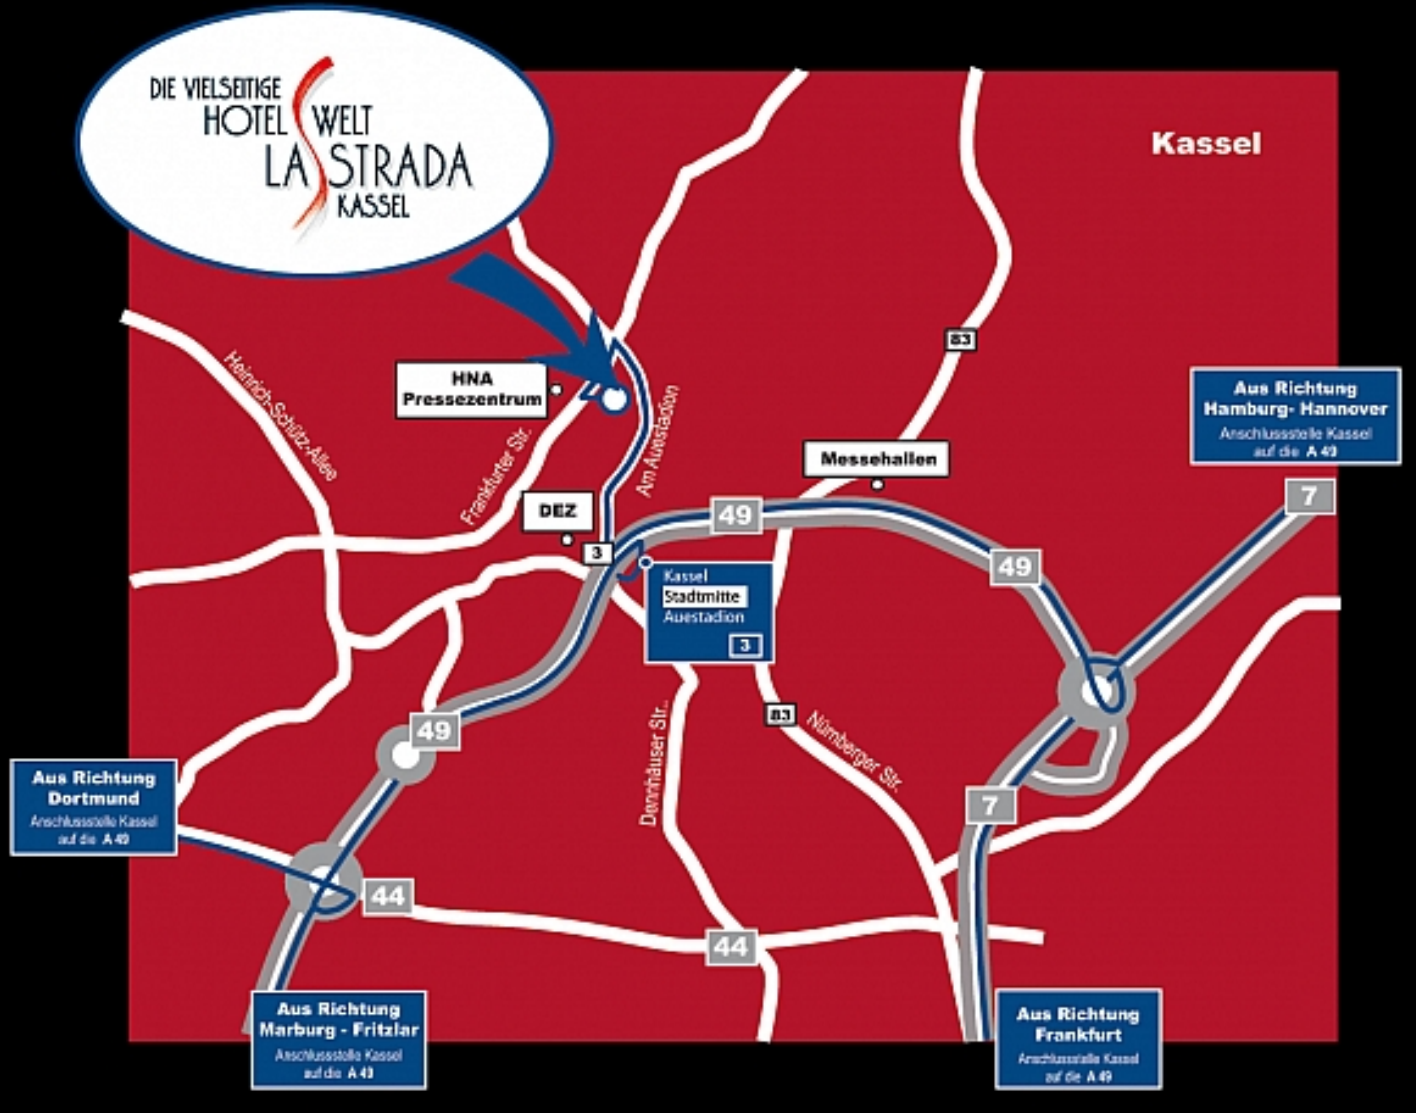 DIE VIELSEITIGE
HOTEL WELT
LA STRADA
KASSEL
Kassel
83
HNA
Pressezentrum
Heinrich-Schütz-Allee
Frankfurter Str.
Am Auestadion
Aus Richtung
Hamburg- Hannover
Anschlussstelle Kassel
auf die A 49
Messehallen
7
DEZ
49
3
49
Kassel
Stadtmitte
Auestadion
3
83
Nürnberger Str.
49
Dennhäuser Str.
Aus Richtung
Dortmund
Anschlussstelle Kassel
auf die A 49
7
44
44
Aus Richtung
Marburg - Fritzlar
Anschlussstelle Kassel
auf die A 49
Aus Richtung
Frankfurt
Anschlussstelle Kassel
auf die A 49